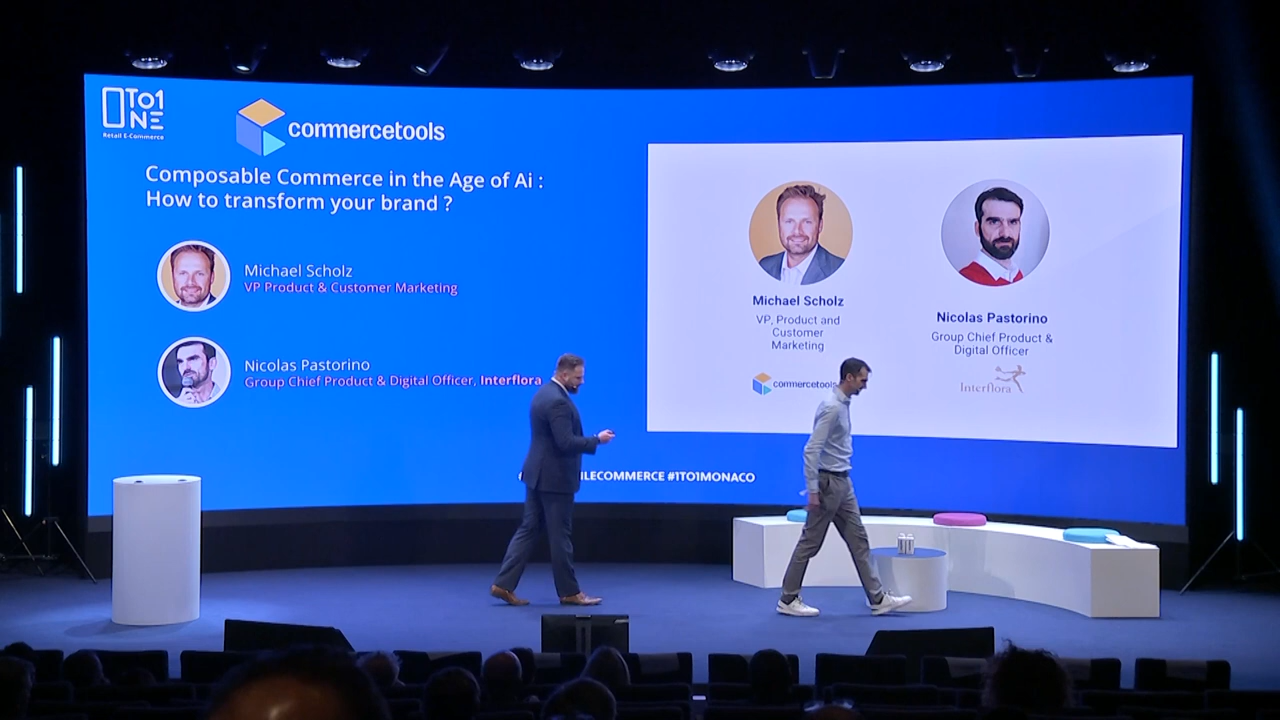 1TO1
ONE
Retail E-Commerce
commercetools
Composable Commerce in the Age of Ai :
How to transform your brand ?
Michael Scholz
VP Product & Customer Marketing
Nicolas Pastorino
Group Chief Product & Digital Officer, Interflora
Michael Scholz
VP, Product and
Customer
Marketing
commercetools
Nicolas Pastorino
Group Chief Product &
Digital Officer
Interflora
#1TO1MONACO